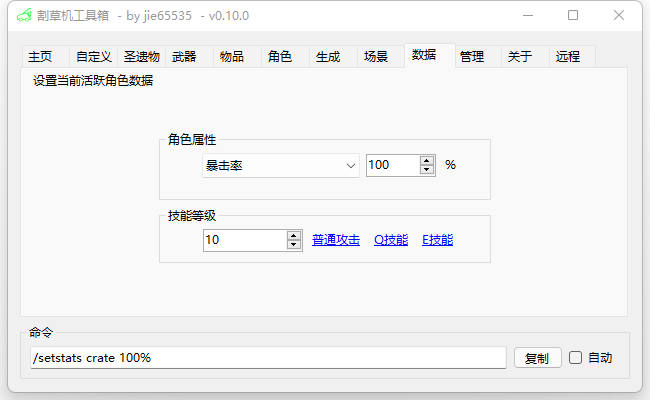 割草机工具箱 - by jie65535 - v0.10.0
主页 自定义 圣遗物 武器 物品 角色 生成 场景 数据 管理 关于 远程
设置当前活跃角色数据
角色属性
暴击率 100 %
技能等级
10 普通攻击 Q技能 E技能
命令
/setstats crate 100% 复制 自动